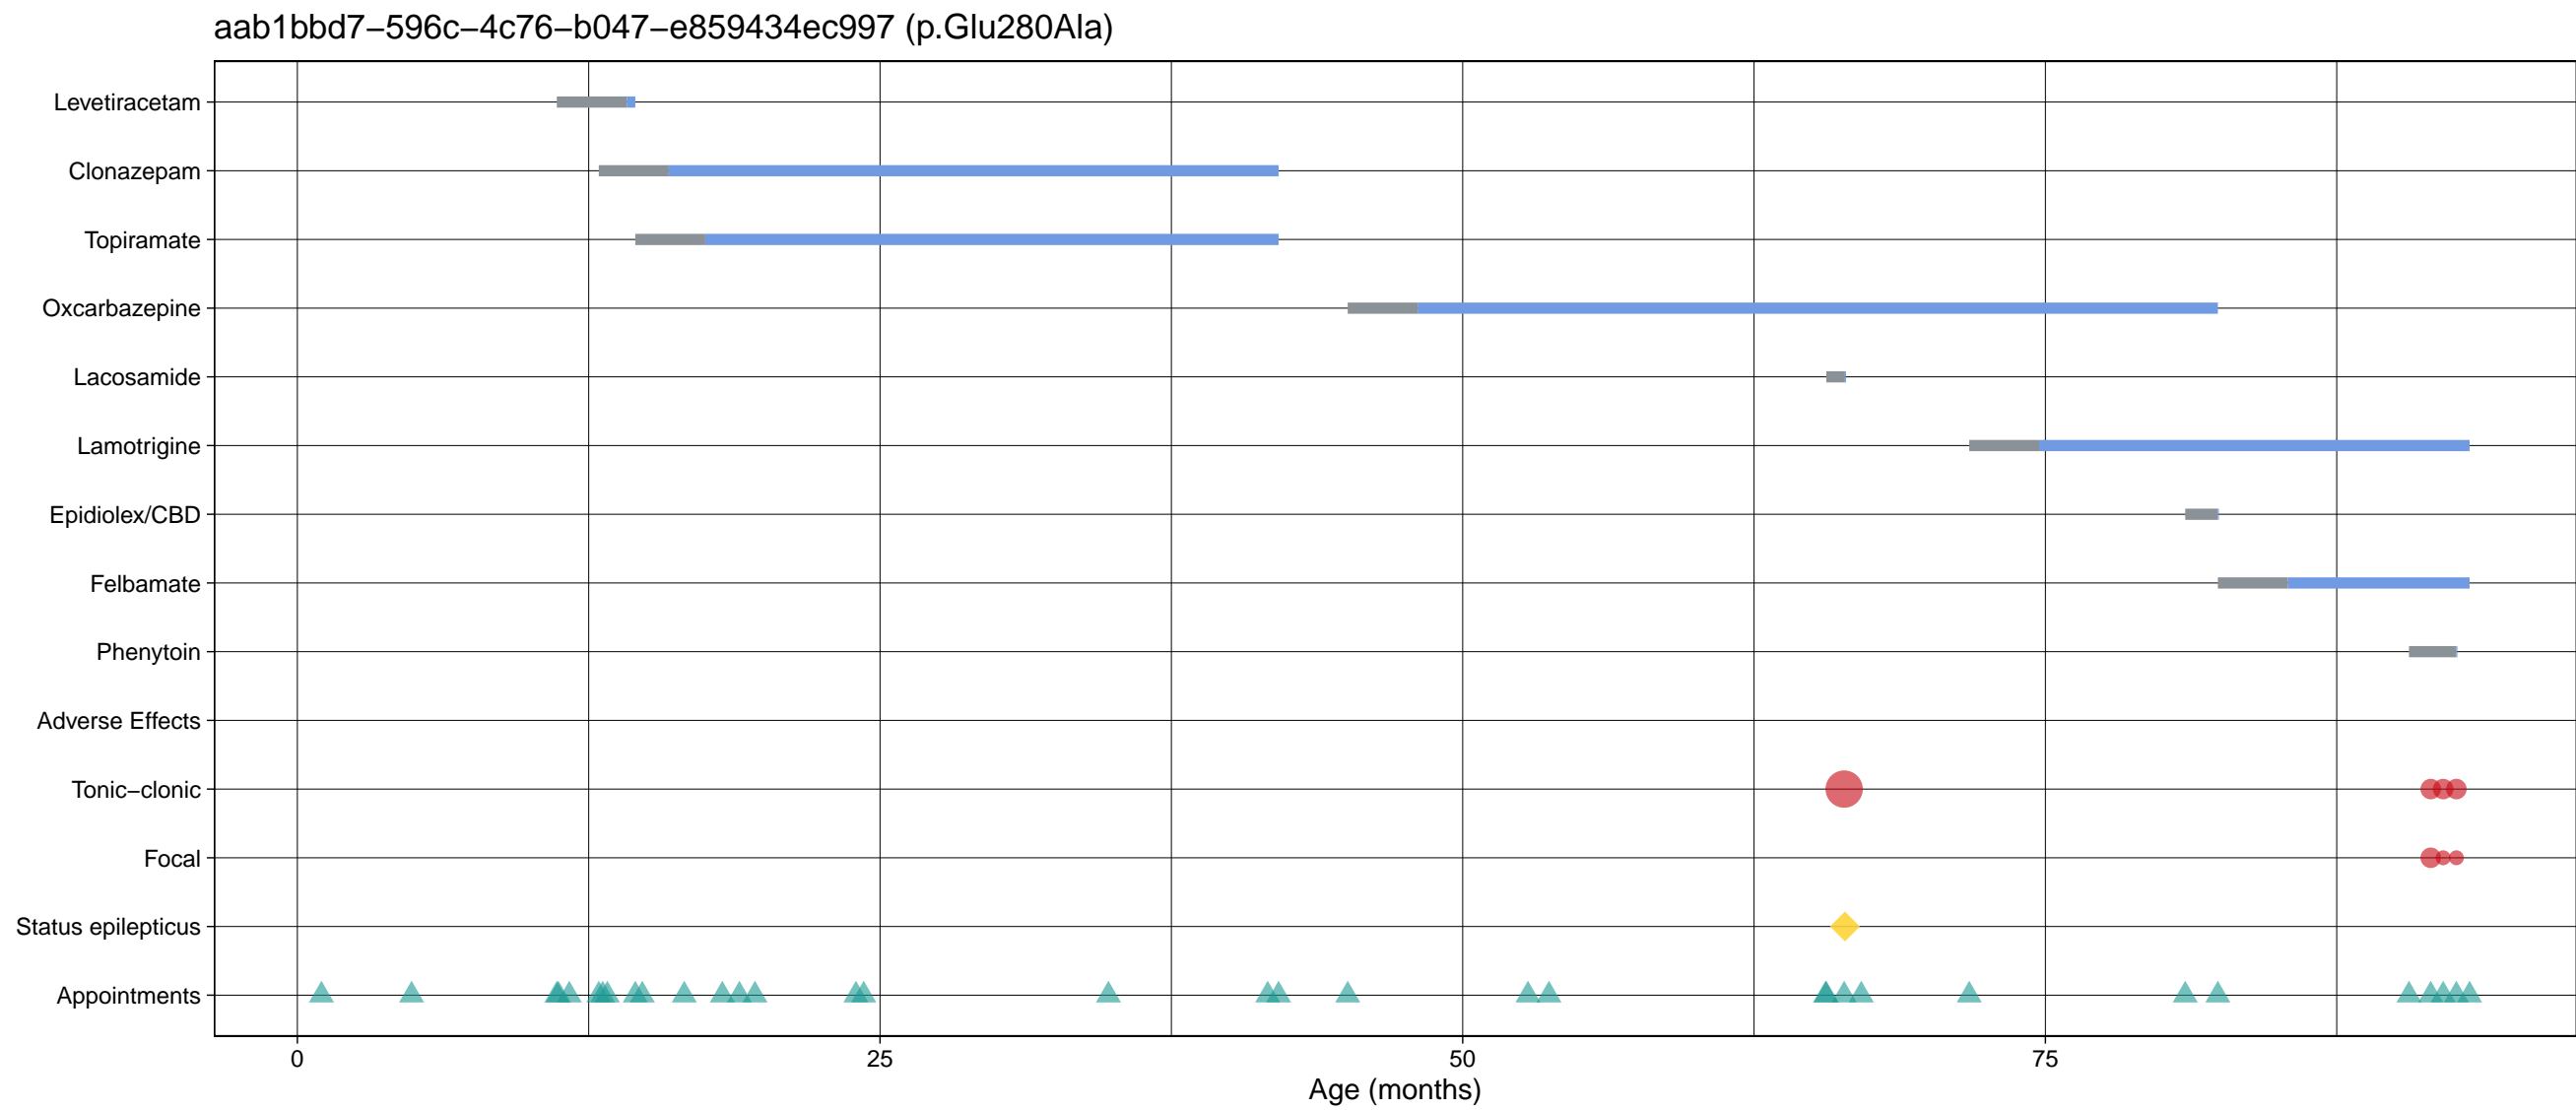 aab1bbd7−596c−4c76−b047−e859434ec997 (p.Glu280Ala)
Levetiracetam
Clonazepam
Topiramate
Oxcarbazepine
Lacosamide
Lamotrigine
Epidiolex/CBD
Felbamate
Phenytoin
Adverse Effects
Tonic−clonic
Focal
Status epilepticus
Appointments
0 25 50 75
Age (months)